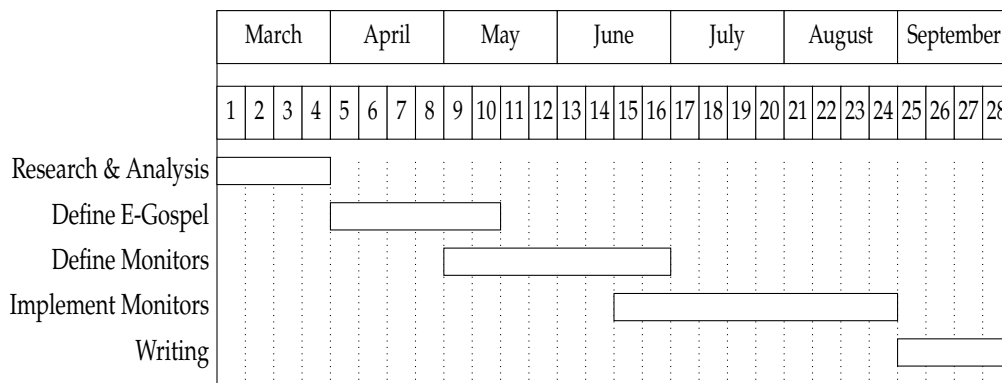 March April May June July August September
1 2 3 4 5 6 7 8 9 10 11 12 13 14 15 16 17 18 19 20 21 22 23 24 25 26 27 28
Research & Analysis
Define E-Gospel
Define Monitors
Implement Monitors
Writing